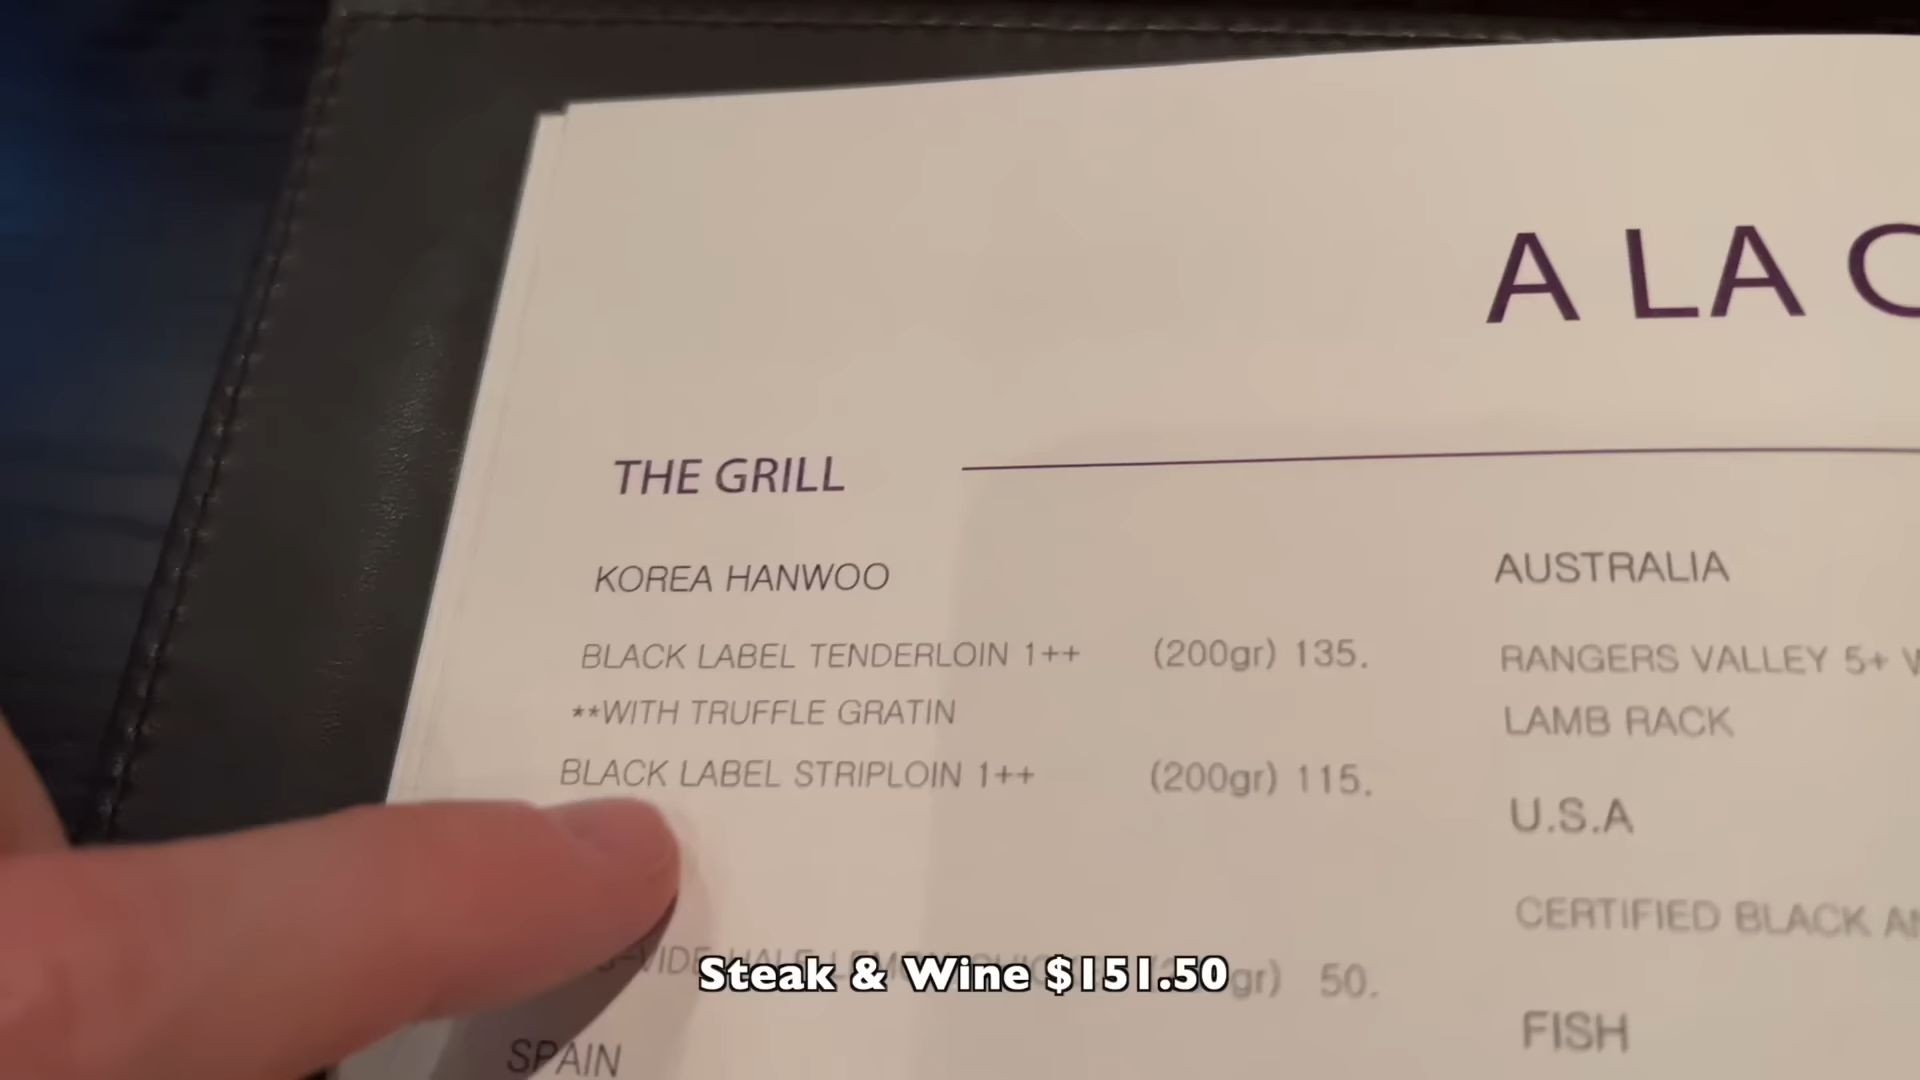 A LA C
THE GRILL
KOREA HANWOO
BLACK LABEL TENDERLOIN 1++ (200gr) 135.
**WITH TRUFFLE GRATIN
BLACK LABEL STRIPLOIN 1++ (200gr) 115.
gr) 50.
SPAIN
AUSTRALIA
RANGERS VALLEY 5+
LAMB RACK
U.S.A
CERTIFIED BLACK
FISH
Steak & Wine $151.50